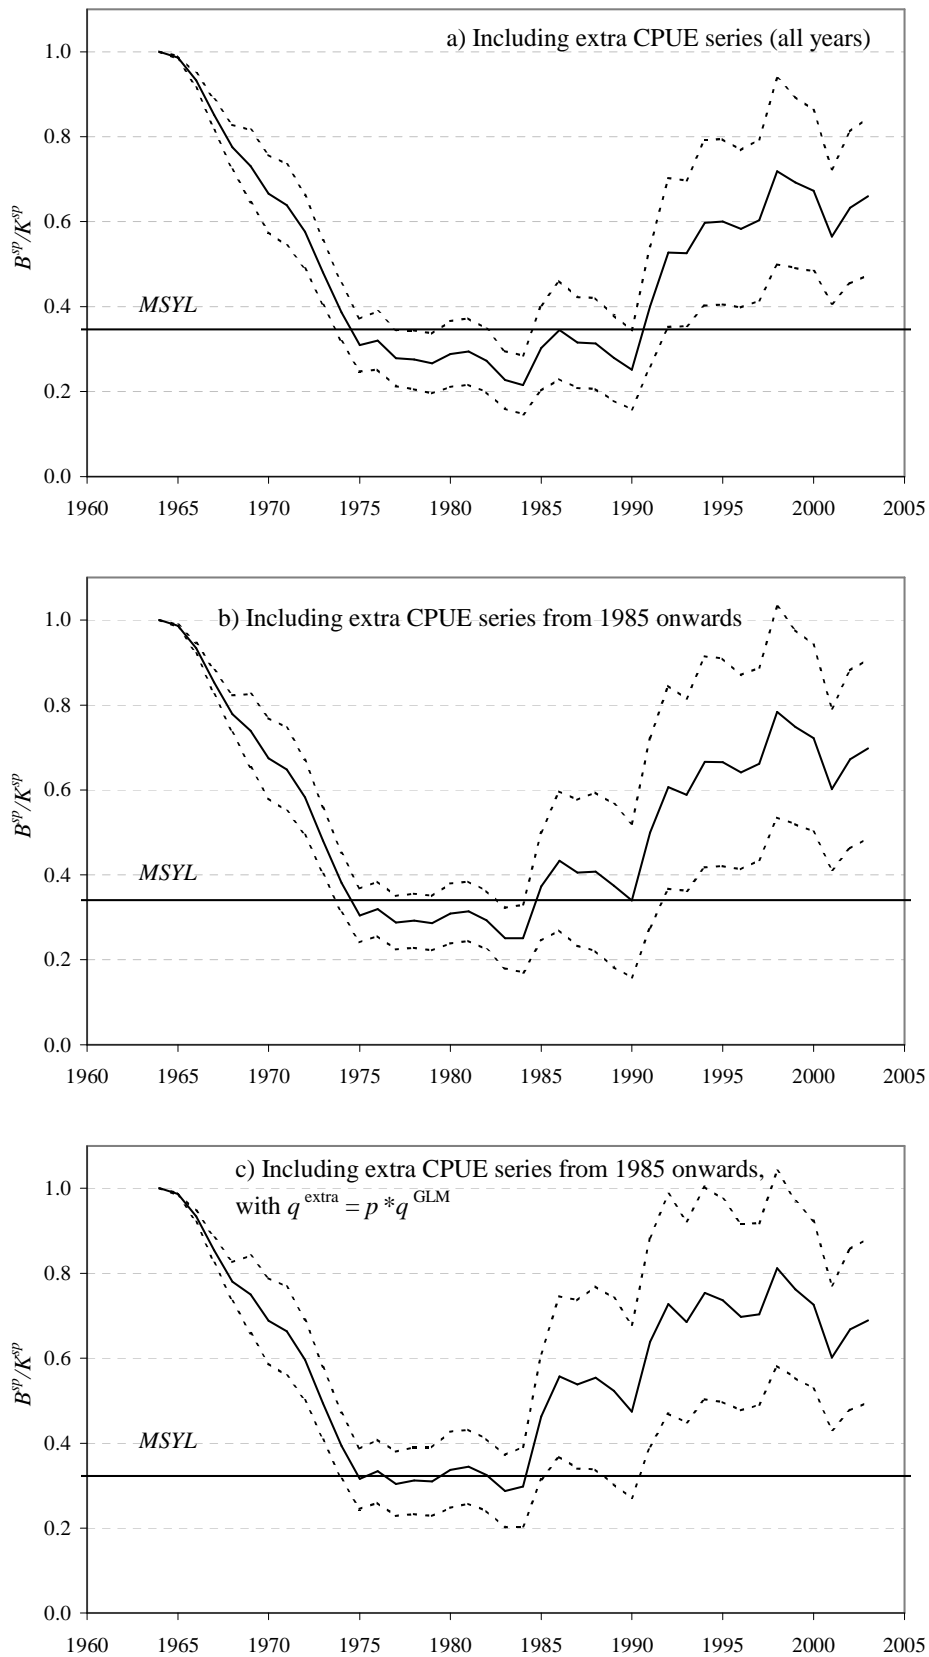 a) Including extra CPUE series (all years)
1.0
0.8
0.6
0.4
0.2
0.0
B^sp/K^sp
MSYL
1960 1965 1970 1975 1980 1985 1990 1995 2000 2005
b) Including extra CPUE series from 1985 onwards
1.0
0.8
0.6
0.4
0.2
0.0
B^sp/K^sp
MSYL
1960 1965 1970 1975 1980 1985 1990 1995 2000 2005
c) Including extra CPUE series from 1985 onwards,
with q^extra = p*q^GLM
1.0
0.8
0.6
0.4
0.2
0.0
B^sp/K^sp
MSYL
1960 1965 1970 1975 1980 1985 1990 1995 2000 2005